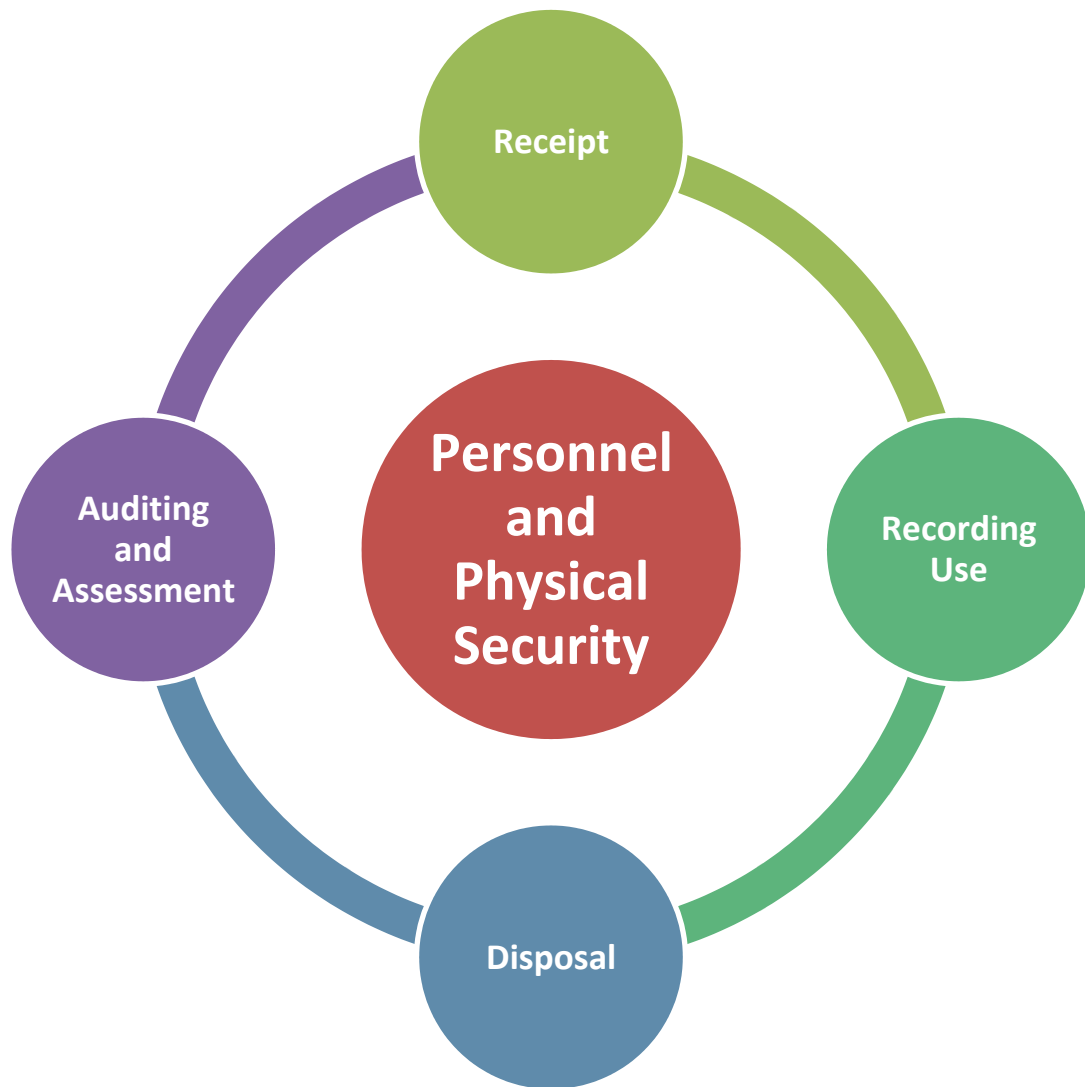 Receipt
Personnel
and
Physical
Security
Auditing
and
Assessment
Recording
Use
Disposal